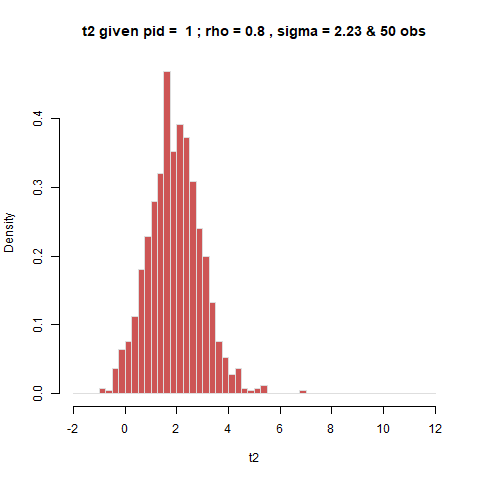 t2 given pid =  1 ; rho = 0.8 , sigma = 2.23 & 50 obs
Density
0.4
0.3
0.2
0.1
0.0
-2 0 2 4 6 8 10 12
t2